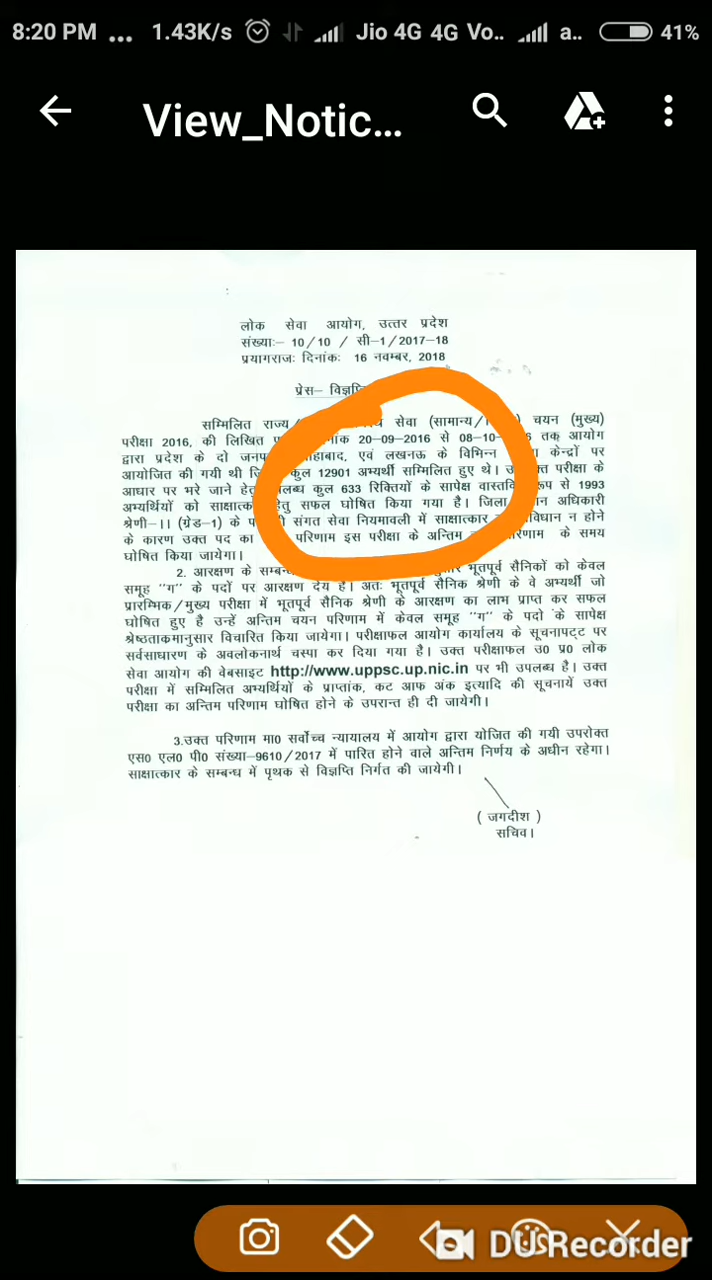 8:20 PM ... 1.43K/s Jio 4G 4G Vo.. a.. 41%
View_Notic...
लोक सेवा आयोग, उत्तर प्रदेश
संख्याः– 10/10 / सी–1/2017–18
प्रयागराजः दिनांकः 16 नवम्बर, 2018
प्रेस– विज्ञप्ति
सम्मिलित राज्य/ सेवा (सामान्य/ चयन (मुख्य)
परीक्षा 2016, की लिखित 20–09–2016 से 08–10– तक आयोग
द्वारा प्रदेश के दो एवं लखनऊ के विभिन्न केन्द्रों पर
आयोजित की गयी थी कुल 12901 अभ्यर्थी सम्मिलित हुए थे। परीक्षा के
आधार पर भरे जाने हेतु कुल 633 रिक्तियों के सापेक्ष से 1993
अभ्यर्थियों को हेतु सफल घोषित किया गया है। जिला अधिकारी
श्रेणी–।। (ग्रेड–1) के संगत सेवा नियमावली में साक्षात्कार न होने
के कारण उक्त पद का परिणाम इस परीक्षा के अन्तिम के समय
घोषित किया जायेगा।
2. आरक्षण के भूतपूर्व सैनिकों को केवल
समूह ''ग'' के पदों पर आरक्षण देय है। अतः भूतपूर्व सैनिक श्रेणी के वे अभ्यर्थी जो
प्रारम्भिक/मुख्य परीक्षा में भूतपूर्व सैनिक श्रेणी के आरक्षण का लाभ प्राप्त कर सफल
घोषित हुए है उन्हें अन्तिम चयन परिणाम में केवल समूह ''ग'' के पदो के सापेक्ष
श्रेष्ठताक्रमानुसार विचारित किया जायेगा। परीक्षाफल आयोग कार्यालय के सूचनापट्ट पर
सर्वसाधारण के अवलोकनार्थ चस्पा कर दिया गया है। उक्त परीक्षाफल उ0 प्र0 लोक
सेवा आयोग की वेबसाइट http://www.uppsc.up.nic.in पर भी उपलब्ध है। उक्त
परीक्षा में सम्मिलित अभ्यर्थियों के प्राप्तांक, कट आफ अंक इत्यादि की सूचनायें उक्त
परीक्षा का अन्तिम परिणाम घोषित होने के उपरान्त ही दी जायेगी।
3.उक्त परिणाम मा0 सर्वोच्च न्यायालय में आयोग द्वारा योजित की गयी उपरोक्त
एस0 एल0 पी0 संख्या–9610/2017 में पारित होने वाले अन्तिम निर्णय के अधीन रहेगा।
साक्षात्कार के सम्बन्ध में पृथक से विज्ञप्ति निर्गत की जायेगी।
( जगदीश )
सचिव।
DU Recorder